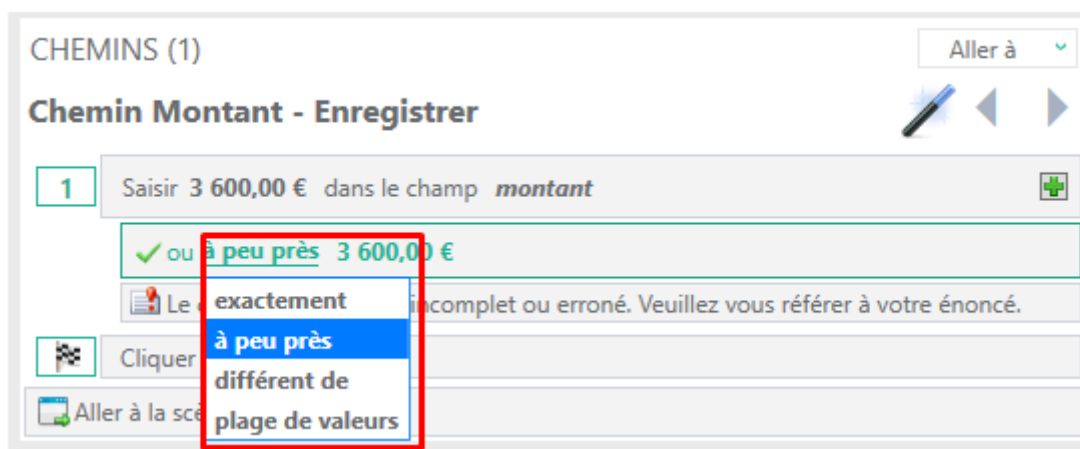 CHEMINS (1)
Aller à
Chemin Montant - Enregistrer
1 Saisir 3 600,00 € dans le champ montant
ou à peu près 3 600,00 €
exactement
Le incomplet ou erroné. Veuillez vous référer à votre énoncé.
à peu près
Cliquer
différent de
Aller à la
plage de valeurs